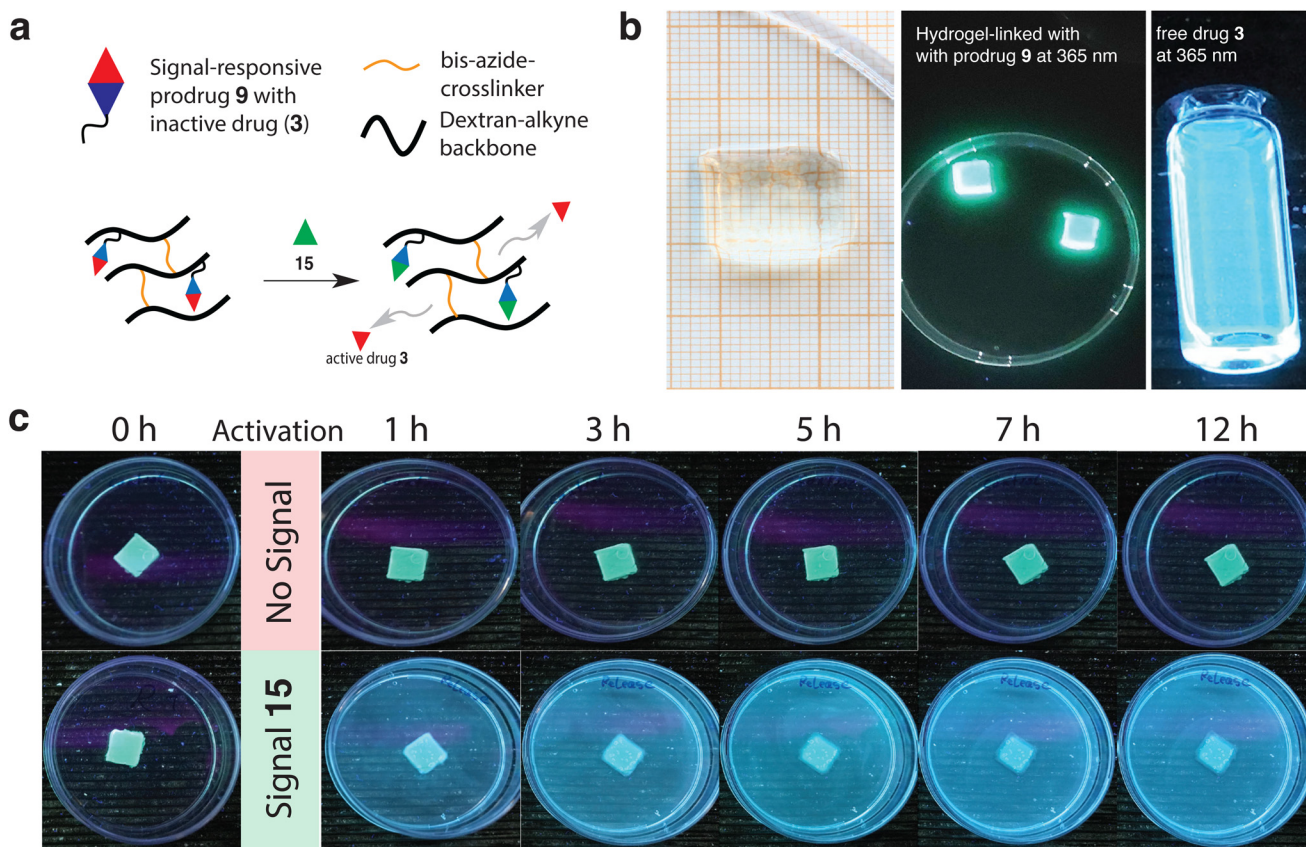 a
Signal-responsive
prodrug 9 with
inactive drug (3)
bis-azide-
crosslinker
Dextran-alkyne
backbone
15
active drug 3
b
Hydrogel-linked with
with prodrug 9 at 365 nm
free drug 3
at 365 nm
c
0 h Activation 1 h 3 h 5 h 7 h 12 h
No Signal
Signal 15
Release
Release
Release
Release
Release